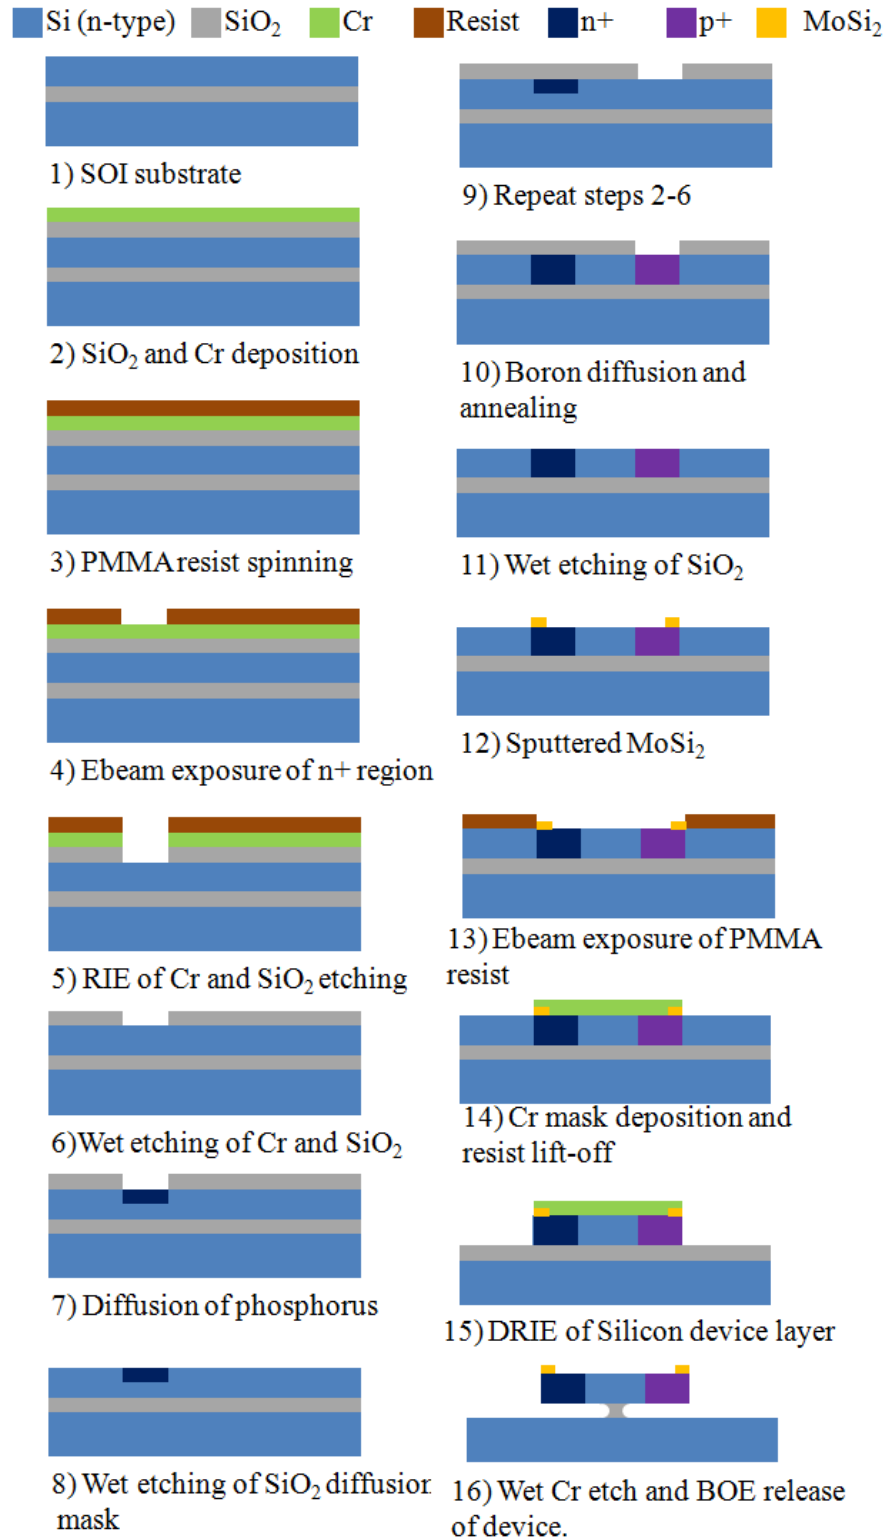 Si (n-type) SiO₂ Cr Resist n+ p+ MoSi₂
1) SOI substrate
2) SiO₂ and Cr deposition
3) PMMA resist spinning
4) Ebeam exposure of n+ region
5) RIE of Cr and SiO₂ etching
6) Wet etching of Cr and SiO₂
7) Diffusion of phosphorus
8) Wet etching of SiO₂ diffusion
mask
9) Repeat steps 2-6
10) Boron diffusion and
annealing
11) Wet etching of SiO₂
12) Sputtered MoSi₂
13) Ebeam exposure of PMMA
resist
14) Cr mask deposition and
resist lift-off
15) DRIE of Silicon device layer
16) Wet Cr etch and BOE release
of device.